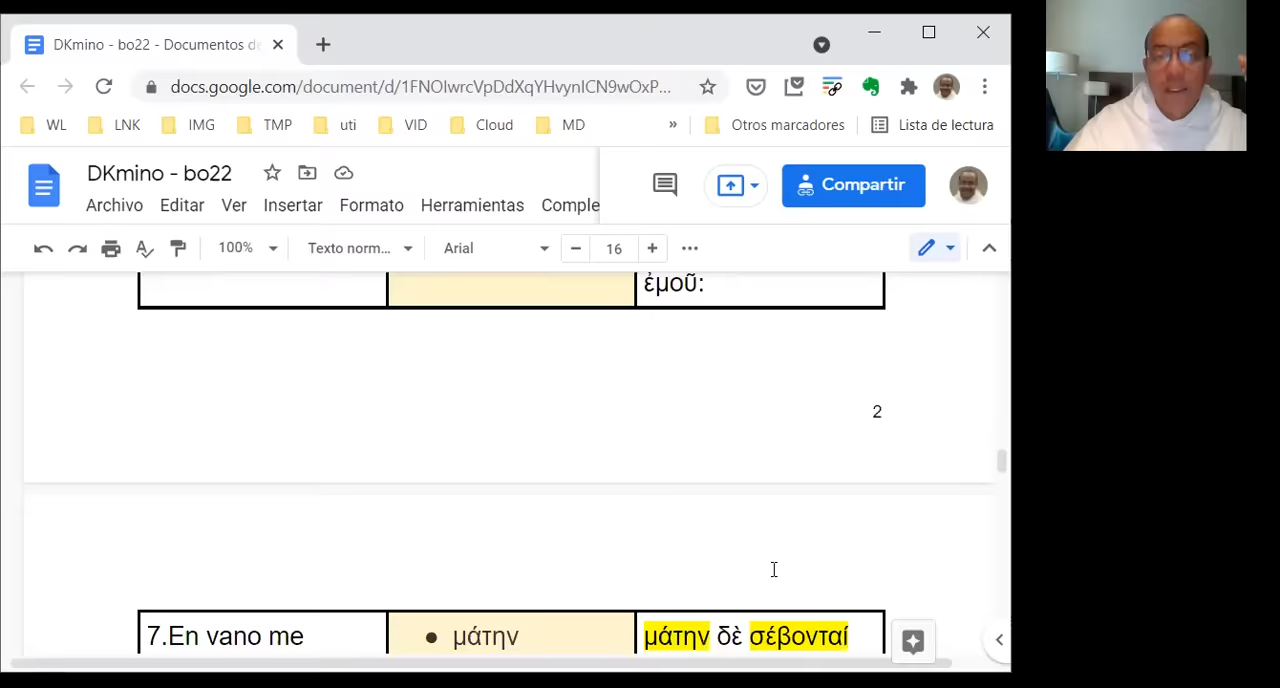 DKmino - bo22 - Documentos de
docs.google.com/document/d/1FNOIwrcVpDdXqYHvynICN9wOxP...
WL LNK IMG TMP uti VID Cloud MD » Otros marcadores Lista de lectura
DKmino - bo22
Compartir
Archivo Editar Ver Insertar Formato Herramientas Comple
100% Texto norm... Arial 16
ἐμοῦ:
2
7.En vano me
μάτην
μάτην δὲ σέβονταί